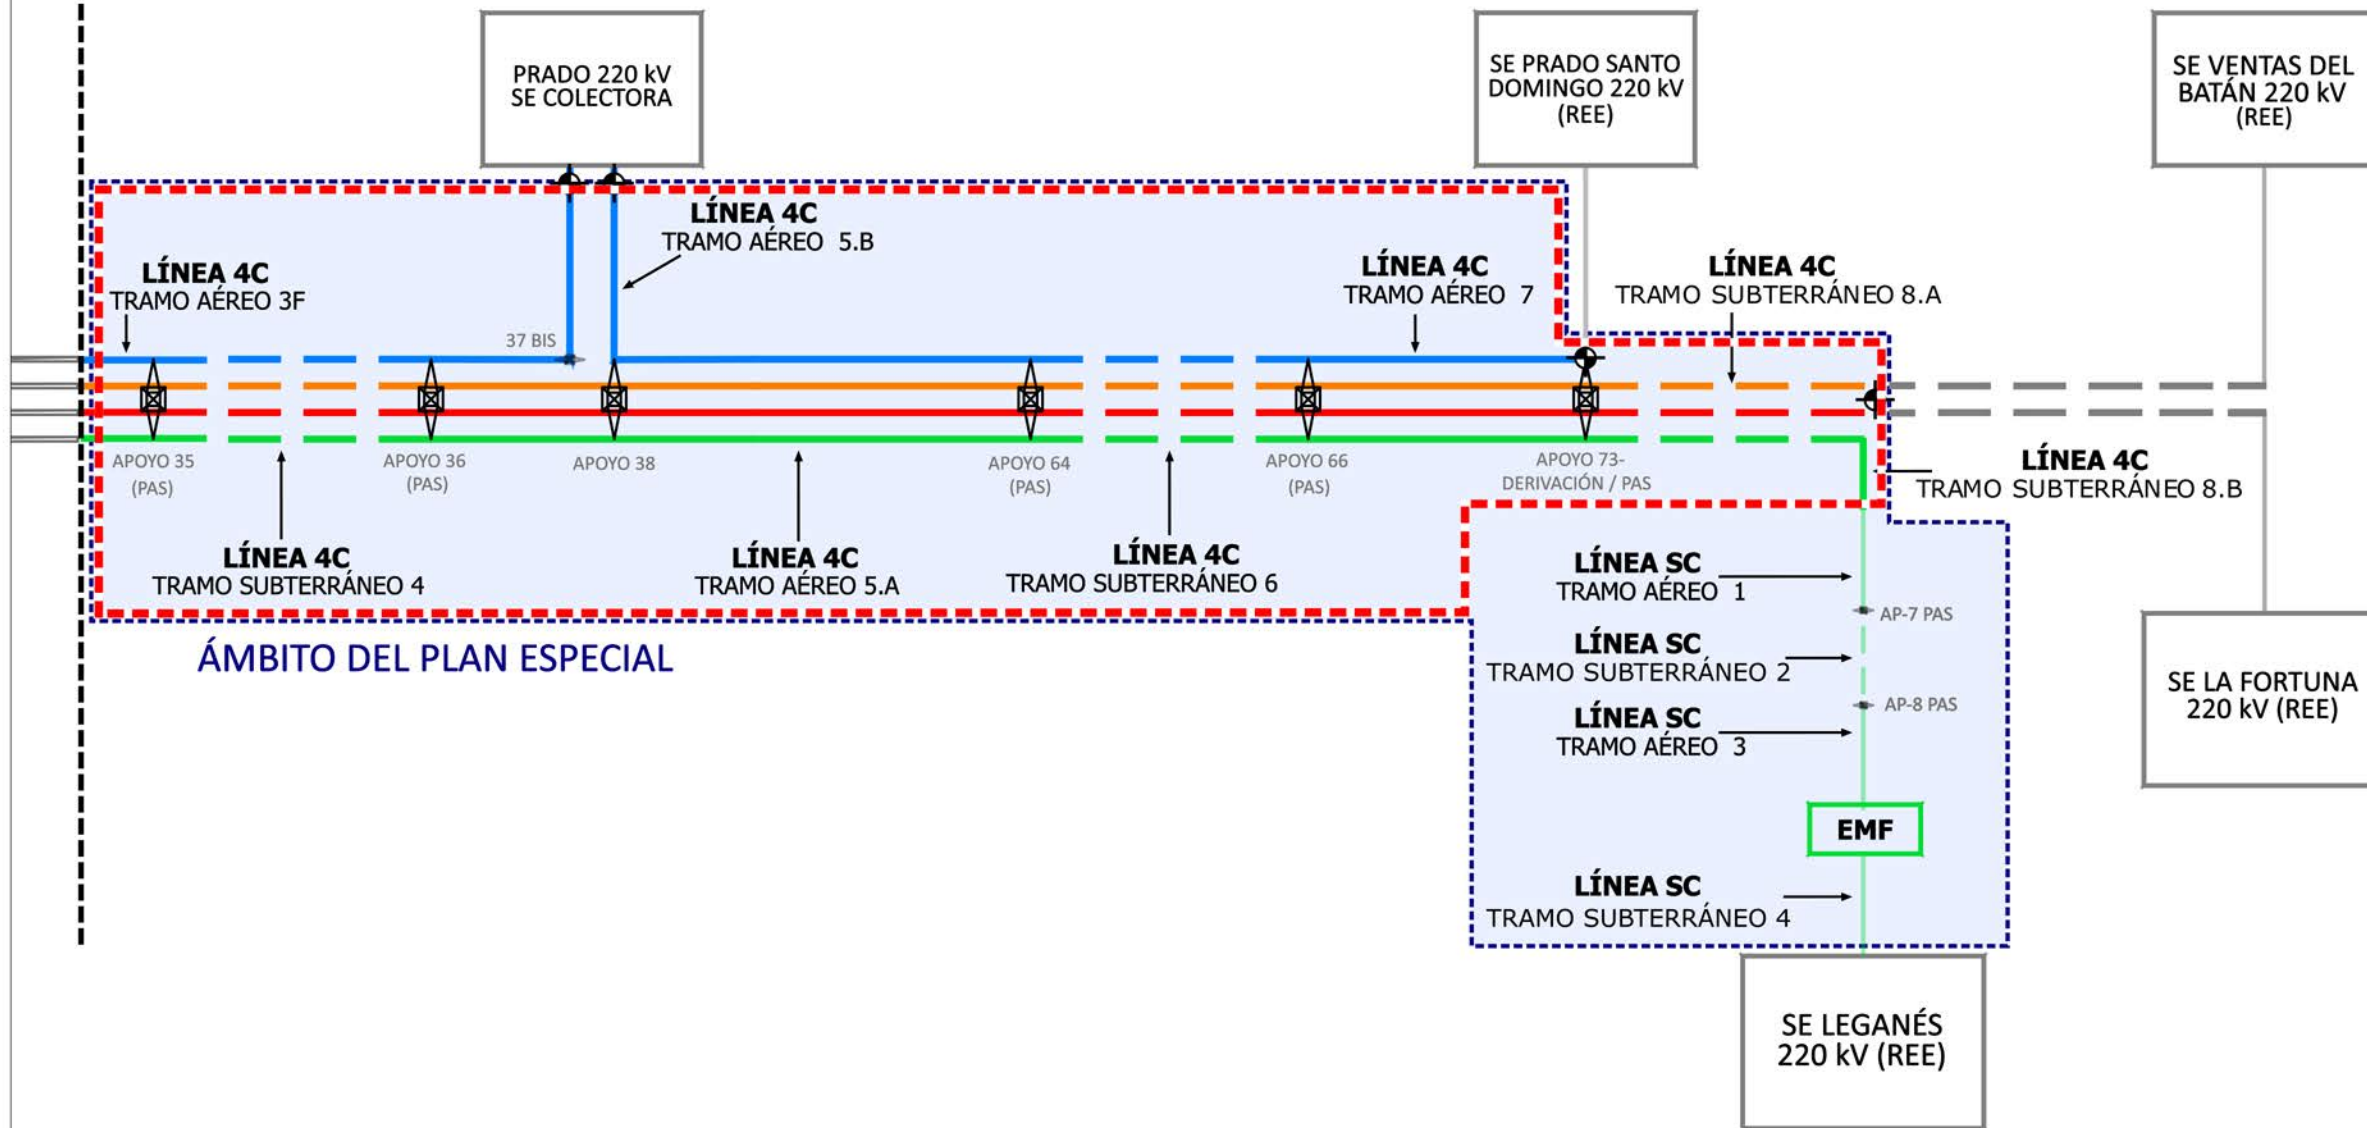 PRADO 220 kV
SE COLECTORA
SE PRADO SANTO
DOMINGO 220 kV
(REE)
SE VENTAS DEL
BATÁN 220 kV
(REE)
LÍNEA 4C
TRAMO AÉREO 5.B
LÍNEA 4C
TRAMO AÉREO 3F
LÍNEA 4C
TRAMO AÉREO 7
LÍNEA 4C
TRAMO SUBTERRÁNEO 8.A
37 BIS
APOYO 35
(PAS)
APOYO 36
(PAS)
APOYO 38
APOYO 64
(PAS)
APOYO 66
(PAS)
APOYO 73-
DERIVACIÓN / PAS
LÍNEA 4C
TRAMO SUBTERRÁNEO 8.B
LÍNEA 4C
TRAMO SUBTERRÁNEO 4
LÍNEA 4C
TRAMO AÉREO 5.A
LÍNEA 4C
TRAMO SUBTERRÁNEO 6
LÍNEA SC
TRAMO AÉREO 1
AP-7 PAS
ÁMBITO DEL PLAN ESPECIAL
LÍNEA SC
TRAMO SUBTERRÁNEO 2
AP-8 PAS
LÍNEA SC
TRAMO AÉREO 3
SE LA FORTUNA
220 kV (REE)
EMF
LÍNEA SC
TRAMO SUBTERRÁNEO 4
SE LEGANÉS
220 kV (REE)